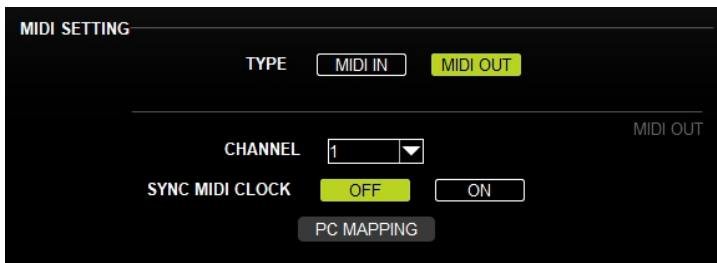 MIDI SETTING
TYPE MIDI IN MIDI OUT
MIDI OUT
CHANNEL 1
SYNC MIDI CLOCK OFF ON
PC MAPPING